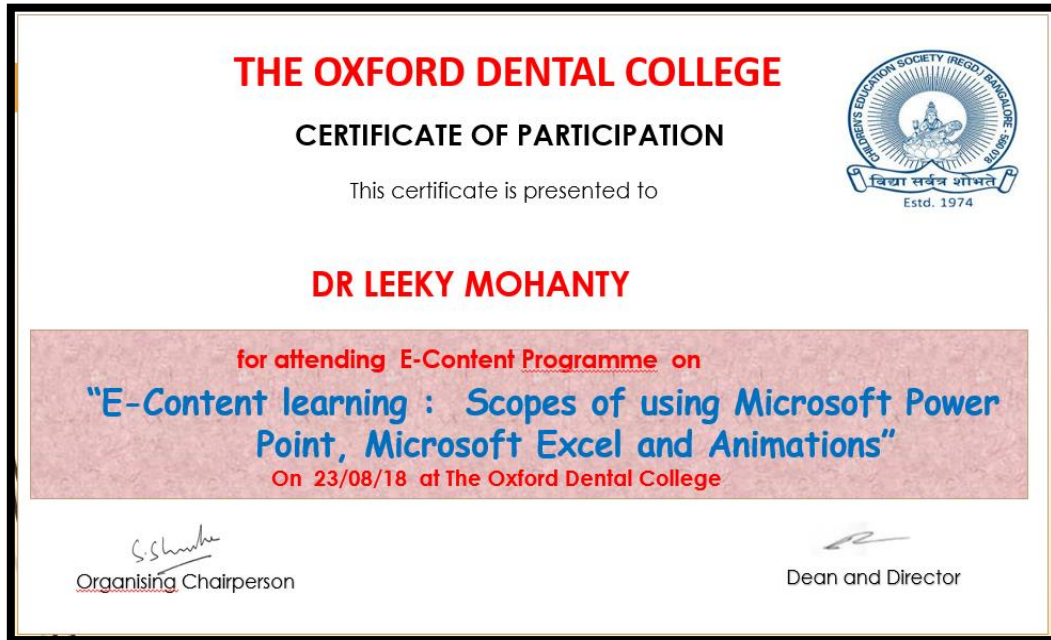 THE OXFORD DENTAL COLLEGE
CERTIFICATE OF PARTICIPATION
This certificate is presented to
CHILDREN'S EDUCATION SOCIETY (REGD.) BANGALORE - 560 078
विद्या सर्वत्र शोभते
Estd. 1974
DR LEEKY MOHANTY
for attending E-Content Programme on
“E-Content learning : Scopes of using Microsoft Power
Point, Microsoft Excel and Animations”
On 23/08/18 at The Oxford Dental College
Organising Chairperson
Dean and Director